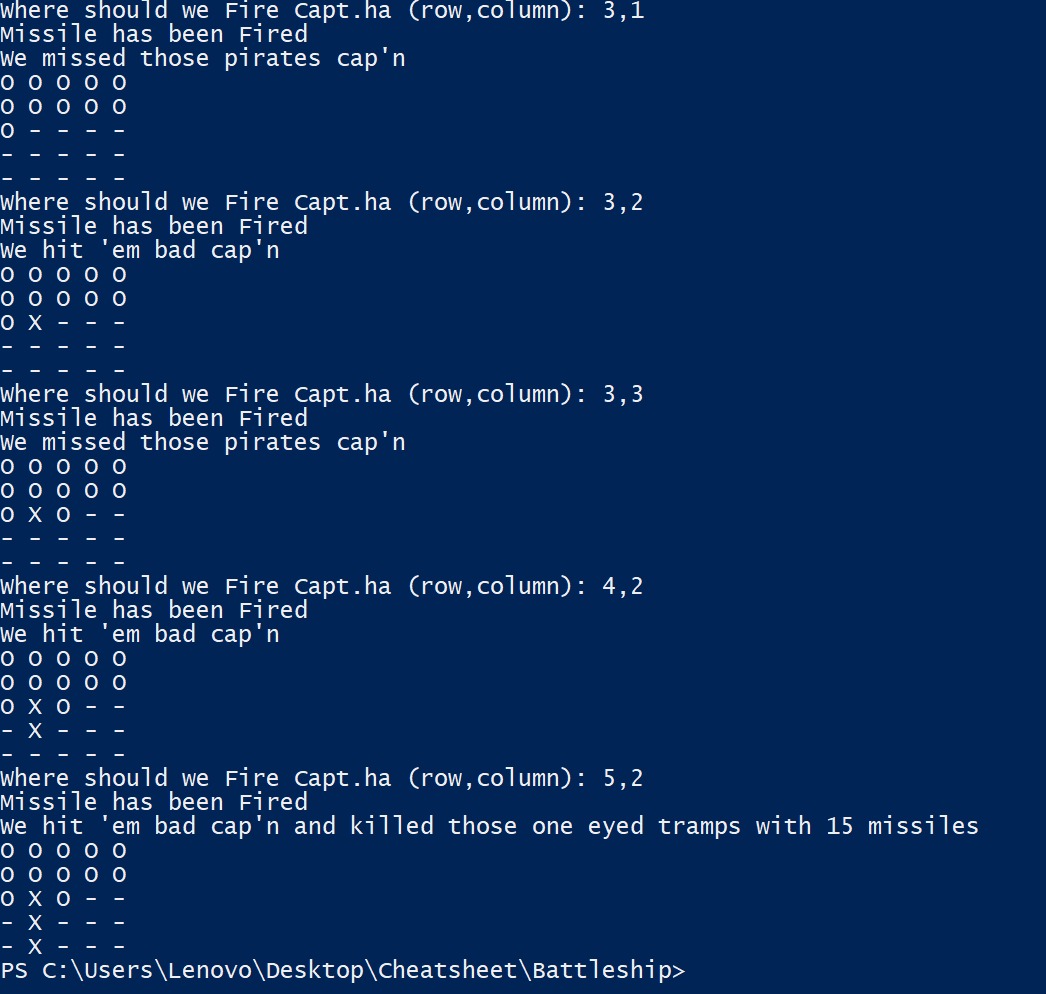 Where should we Fire Capt.ha (row,column): 3,1
Missile has been Fired
We missed those pirates cap'n
O O O O O
O O O O O
O - - - -
- - - - -
- - - - -
Where should we Fire Capt.ha (row,column): 3,2
Missile has been Fired
We hit 'em bad cap'n
O O O O O
O O O O O
O X - - -
- - - - -
- - - - -
Where should we Fire Capt.ha (row,column): 3,3
Missile has been Fired
We missed those pirates cap'n
O O O O O
O O O O O
O X O - -
- - - - -
- - - - -
Where should we Fire Capt.ha (row,column): 4,2
Missile has been Fired
We hit 'em bad cap'n
O O O O O
O O O O O
O X O - -
- X - - -
- - - - -
Where should we Fire Capt.ha (row,column): 5,2
Missile has been Fired
We hit 'em bad cap'n and killed those one eyed tramps with 15 missiles
O O O O O
O O O O O
O X O - -
- X - - -
- X - - -
PS C:\Users\Lenovo\Desktop\Cheatsheet\Battleship>